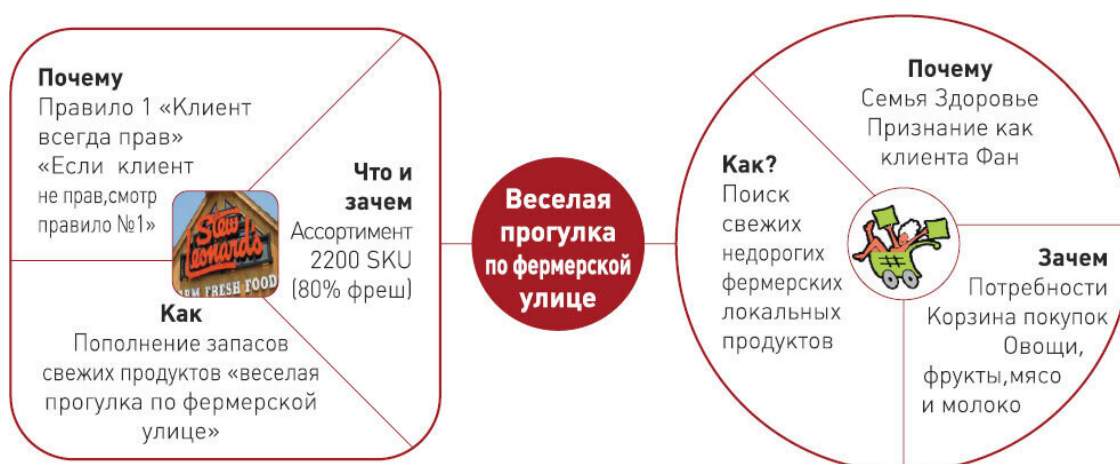 Почему
Правило 1 «Клиент
всегда прав»
«Если клиент
не прав,смотр
правило №1»
Что и
зачем
Ассортимент
2200 SKU
(80% фреш)
Stew
Leonard's
RM FRESH FOOD
Как
Пополнение запасов
свежих продуктов «веселая
прогулка по фермерской
улице»
Веселая
прогулка
по фермерской
улице
Почему
Семья Здоровье
Признание как
клиента Фан
Как?
Поиск
свежих
недорогих
фермерских
локальных
продуктов
Зачем
Потребности
Корзина покупок
Овощи,
фрукты,мясо
и молоко